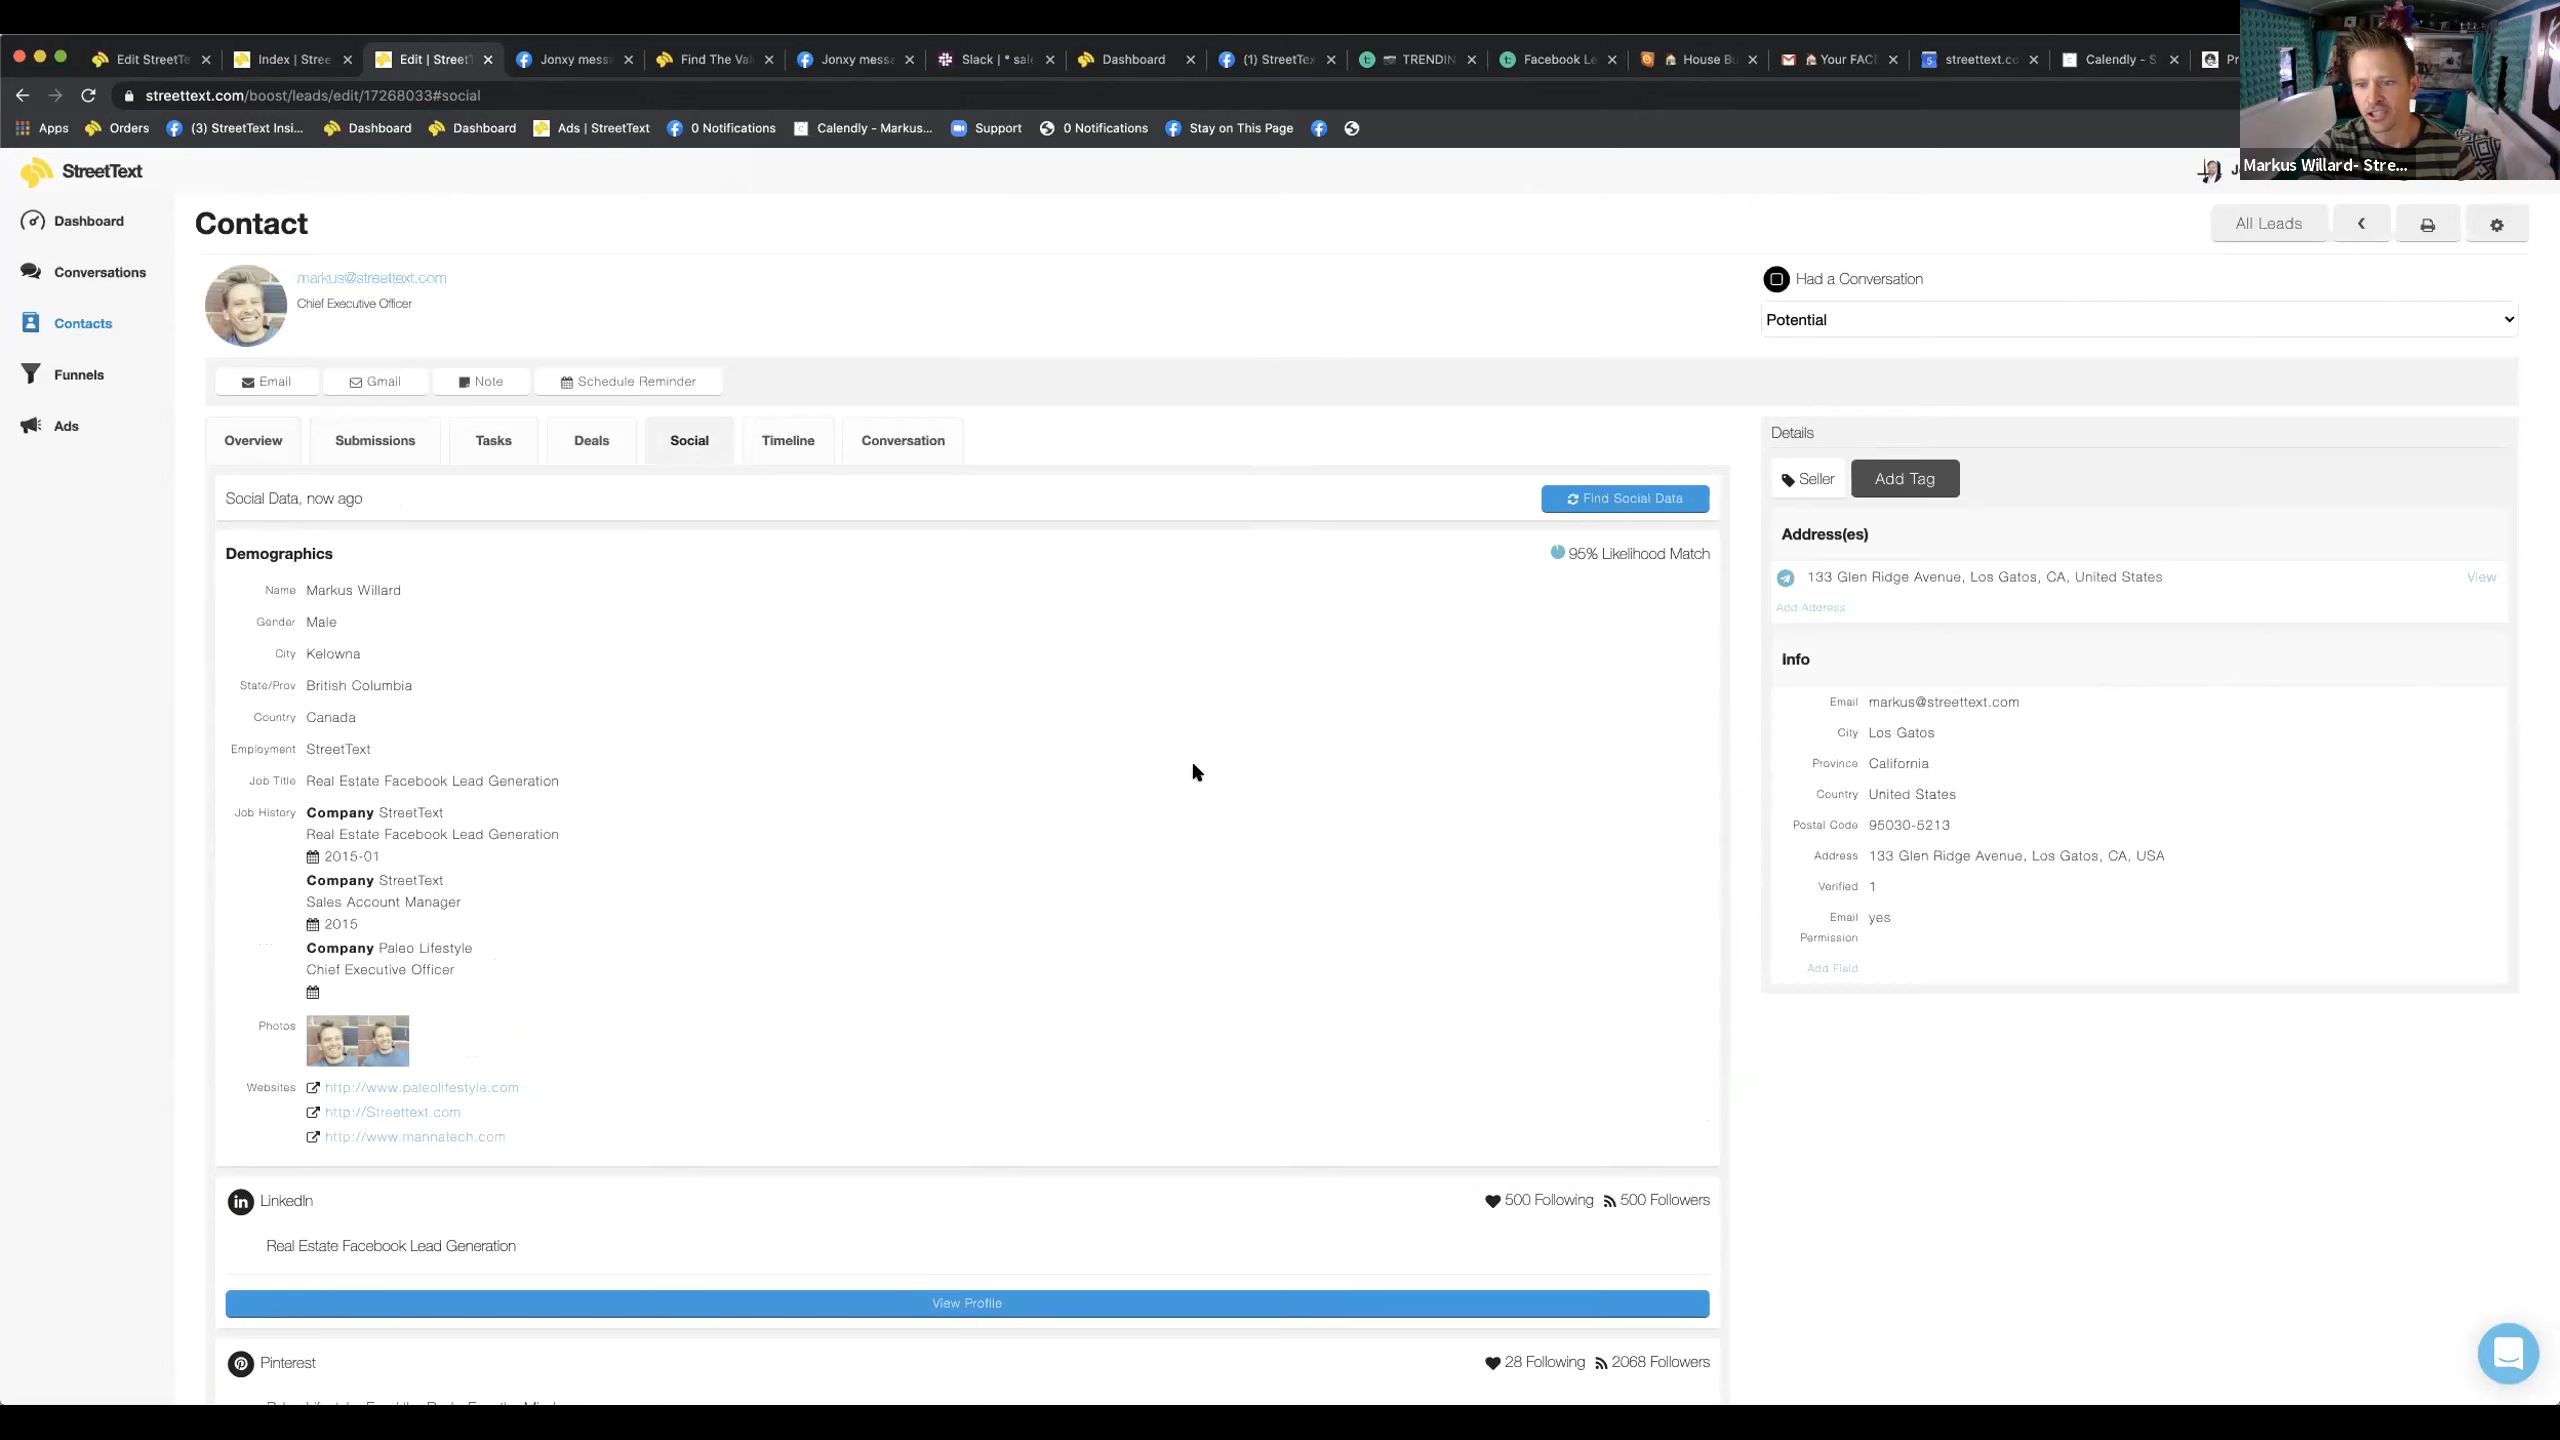 Edit StreetTe
Index | Stree
Edit | StreetT
Jonxy mess
Find The Val
Jonxy messa
Slack | * sal
Dashboard
(1) StreetTex
TRENDIN
Facebook Le
House Bu
Your FACE
streettext.co
Calendly - S
Pr
streettext.com/boost/leads/edit/17268033#social
Apps
Orders
(3) StreetText Insi...
Dashboard
Dashboard
Ads | StreetText
0 Notifications
Calendly - Markus...
Support
0 Notifications
Stay on This Page
Markus Willard- Stre...
StreetText
Dashboard
Conversations
Contacts
Funnels
Ads
Contact
All Leads
markus@streettext.com
Chief Executive Officer
Had a Conversation
Potential
Email
Gmail
Note
Schedule Reminder
Overview
Submissions
Tasks
Deals
Social
Timeline
Conversation
Social Data, now ago
Find Social Data
Demographics
95% Likelihood Match
Name Markus Willard
Gender Male
City Kelowna
State/Prov British Columbia
Country Canada
Employment StreetText
Job Title Real Estate Facebook Lead Generation
Job History Company StreetText
Real Estate Facebook Lead Generation
2015-01
Company StreetText
Sales Account Manager
2015
Company Paleo Lifestyle
Chief Executive Officer
Photos
Websites http://www.paleolifestyle.com
http://Streettext.com
http://www.mannatech.com
LinkedIn
500 Following 500 Followers
Real Estate Facebook Lead Generation
View Profile
Pinterest
28 Following 2068 Followers
Details
Seller
Add Tag
Address(es)
133 Glen Ridge Avenue, Los Gatos, CA, United States
View
Add Address
Info
Email markus@streettext.com
City Los Gatos
Province California
Country United States
Postal Code 95030-5213
Address 133 Glen Ridge Avenue, Los Gatos, CA, USA
Verified 1
Email yes
Permission
Add Field